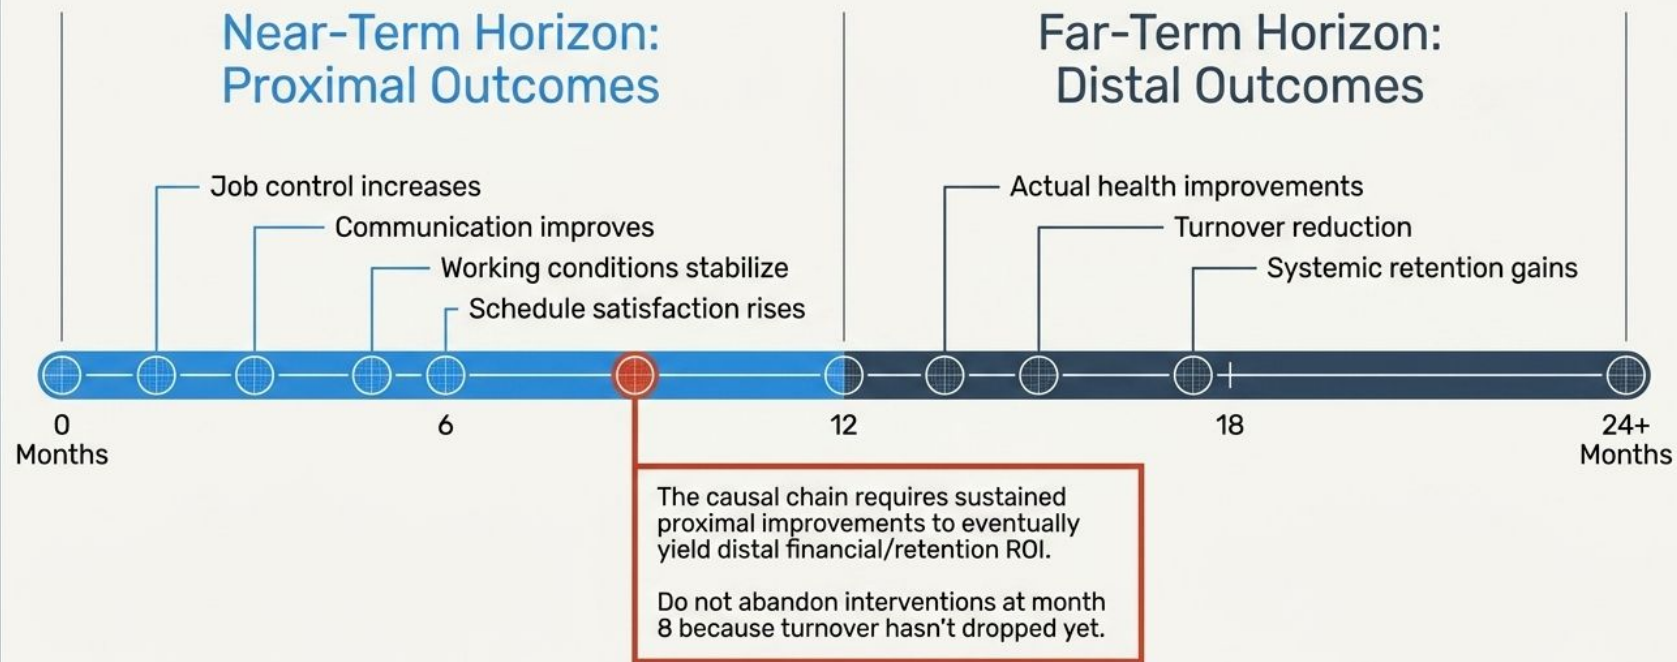 Near-Term Horizon:
Proximal Outcomes
Far-Term Horizon:
Distal Outcomes
Job control increases
Communication improves
Working conditions stabilize
Schedule satisfaction rises
Actual health improvements
Turnover reduction
Systemic retention gains
0
Months
6
12
18
24+
Months
The causal chain requires sustained
proximal improvements to eventually
yield distal financial/retention ROI.
Do not abandon interventions at month
8 because turnover hasn't dropped yet.